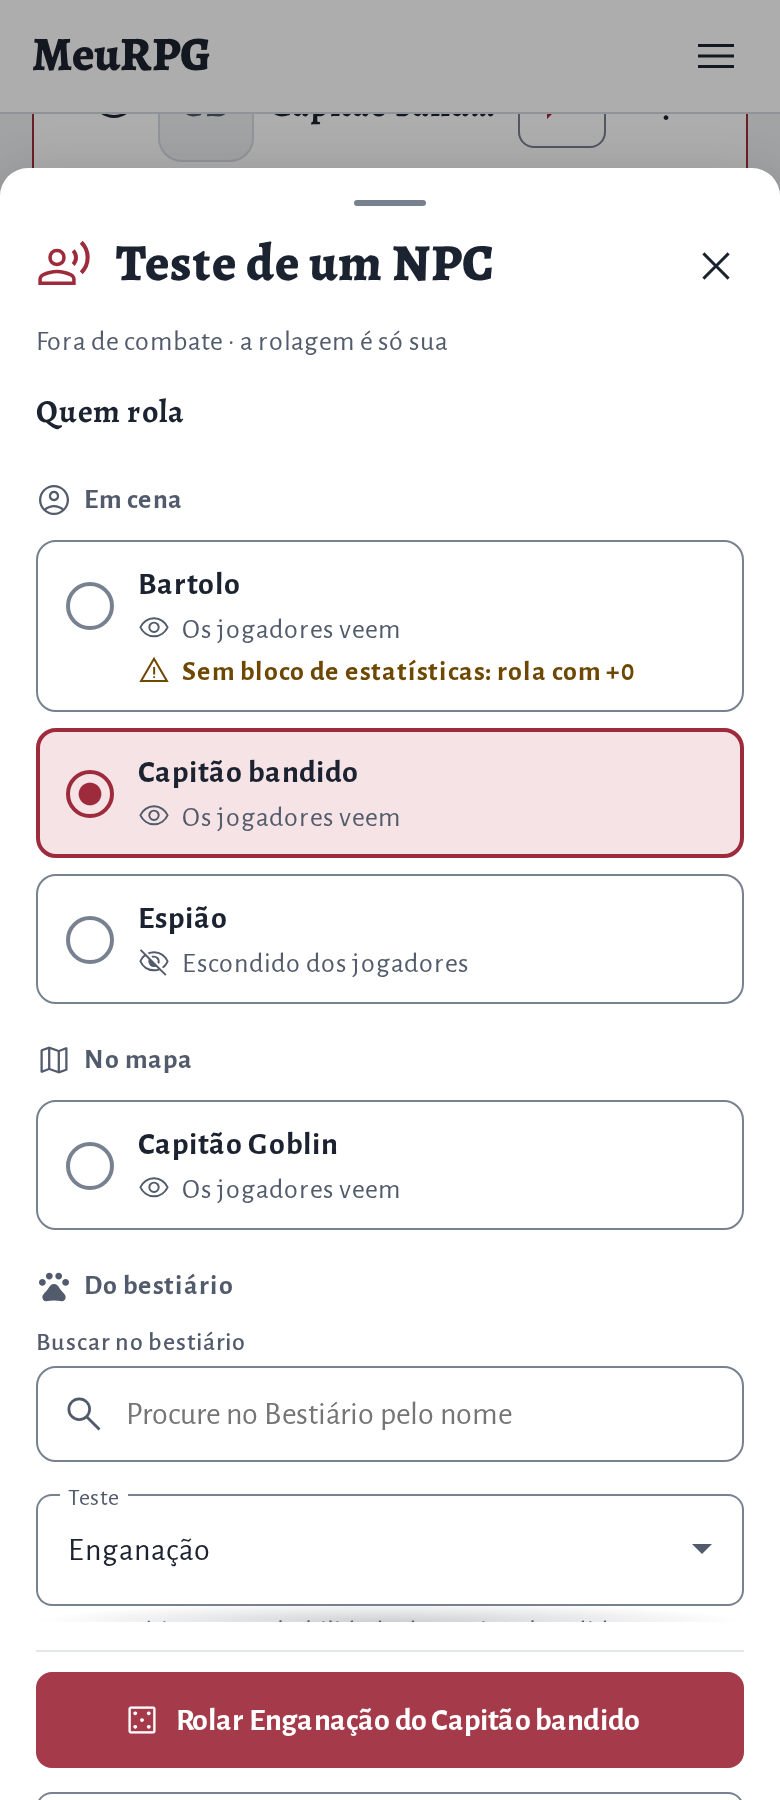 MeuRPG
Teste de um NPC
Fora de combate · a rolagem é só sua
Quem rola
Em cena
Bartolo
Os jogadores veem
Sem bloco de estatísticas: rola com +0
Capitão bandido
Os jogadores veem
Espião
Escondido dos jogadores
No mapa
Capitão Goblin
Os jogadores veem
Do bestiário
Buscar no bestiário
Procure no Bestiário pelo nome
Teste
Enganação
Rolar Enganação do Capitão bandido